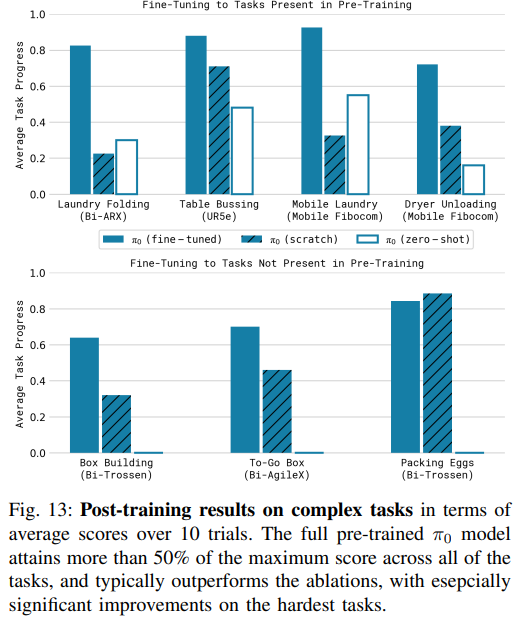 Fine-Tuning to Tasks Present in Pre-Training
Average Task Progress
1.0
0.8
0.6
0.4
0.2
0.0
Laundry Folding
(Bi-ARX)
Table Bussing
(UR5e)
Mobile Laundry
(Mobile Fibocom)
Dryer Unloading
(Mobile Fibocom)
π₀ (fine-tuned) π₀ (scratch) π₀ (zero-shot)
Fine-Tuning to Tasks Not Present in Pre-Training
Average Task Progress
1.0
0.8
0.6
0.4
0.2
0.0
Box Building
(Bi-Trossen)
To-Go Box
(Bi-AgileX)
Packing Eggs
(Bi-Trossen)
Fig. 13: Post-training results on complex tasks in terms of
average scores over 10 trials. The full pre-trained π₀ model
attains more than 50% of the maximum score across all of the
tasks, and typically outperforms the ablations, with esepcially
significant improvements on the hardest tasks.